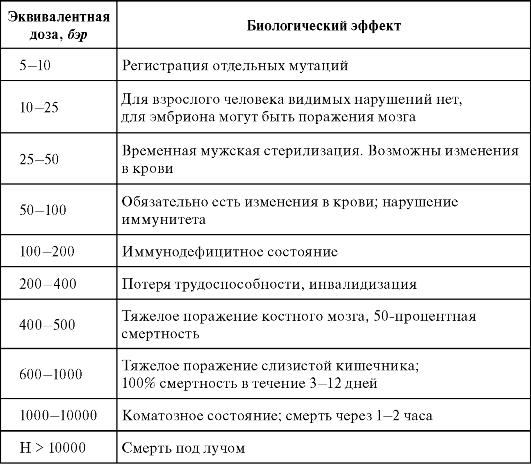 Эквивалентная
доза, бэр
Биологический эффект
5–10
Регистрация отдельных мутаций
10–25
Для взрослого человека видимых нарушений нет,
для эмбриона могут быть поражения мозга
25–50
Временная мужская стерилизация. Возможны изменения
в крови
50–100
Обязательно есть изменения в крови; нарушение
иммунитета
100–200
Иммунодефицитное состояние
200–400
Потеря трудоспособности, инвалидизация
400–500
Тяжелое поражение костного мозга, 50-процентная
смертность
600–1000
Тяжелое поражение слизистой кишечника;
100% смертность в течение 3–12 дней
1000–10000
Коматозное состояние; смерть через 1–2 часа
Н > 10000
Смерть под лучом